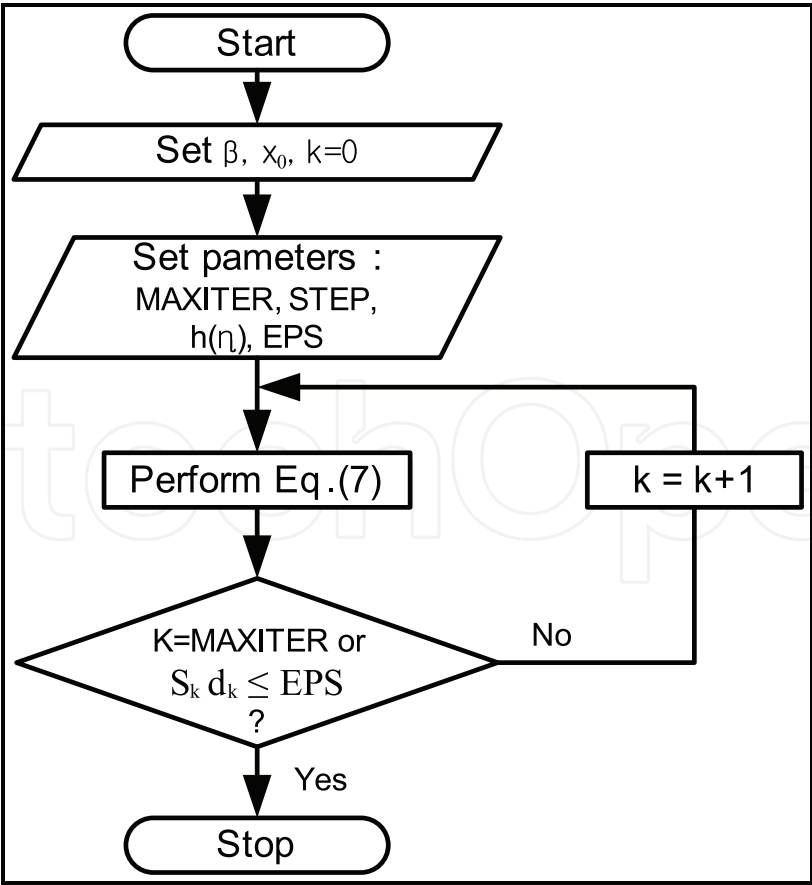 Start
Set β, x₀, k=0
Set pameters :
MAXITER, STEP,
h(η), EPS
Perform Eq.(7)
k = k+1
K=MAXITER or
Sₖ dₖ ≤ EPS
?
No
Yes
Stop